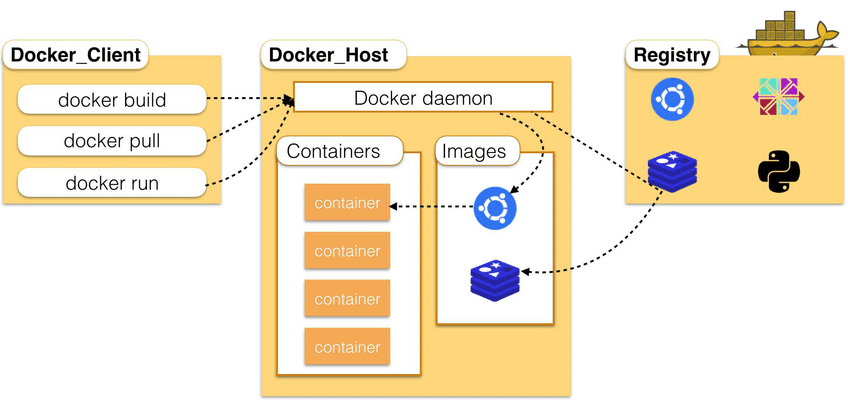 Docker_Client
docker build
docker pull
docker run
Docker_Host
Docker daemon
Containers
container
container
container
container
Images
Registry